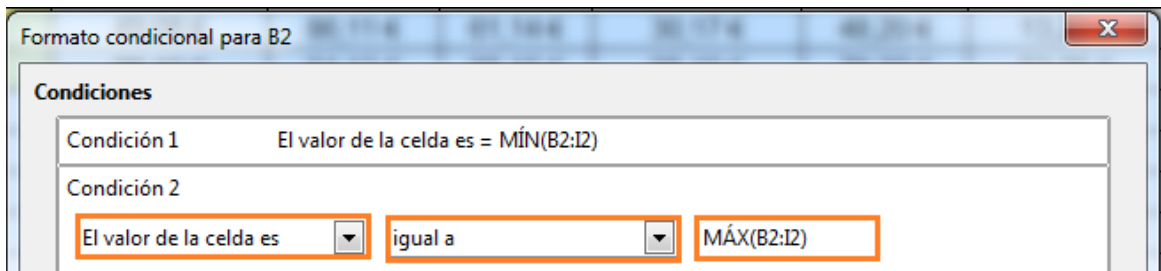 Formato condicional para B2
Condiciones
Condición 1 El valor de la celda es = MÍN(B2:I2)
Condición 2
El valor de la celda es igual a MÁX(B2:I2)